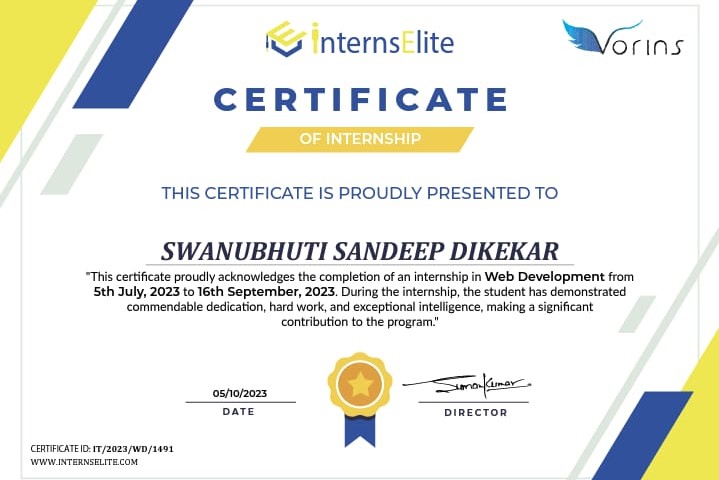 internsElite
Vorins
CERTIFICATE
OF INTERNSHIP
THIS CERTIFICATE IS PROUDLY PRESENTED TO
SWANUBHUTI SANDEEP DIKEKAR
"This certificate proudly acknowledges the completion of an internship in Web Development from
5th July, 2023 to 16th September, 2023. During the internship, the student has demonstrated
commendable dedication, hard work, and exceptional intelligence, making a significant
contribution to the program."
05/10/2023
DATE
SumanKumar
DIRECTOR
CERTIFICATE ID: IT/2023/WD/1491
WWW.INTERNSELITE.COM